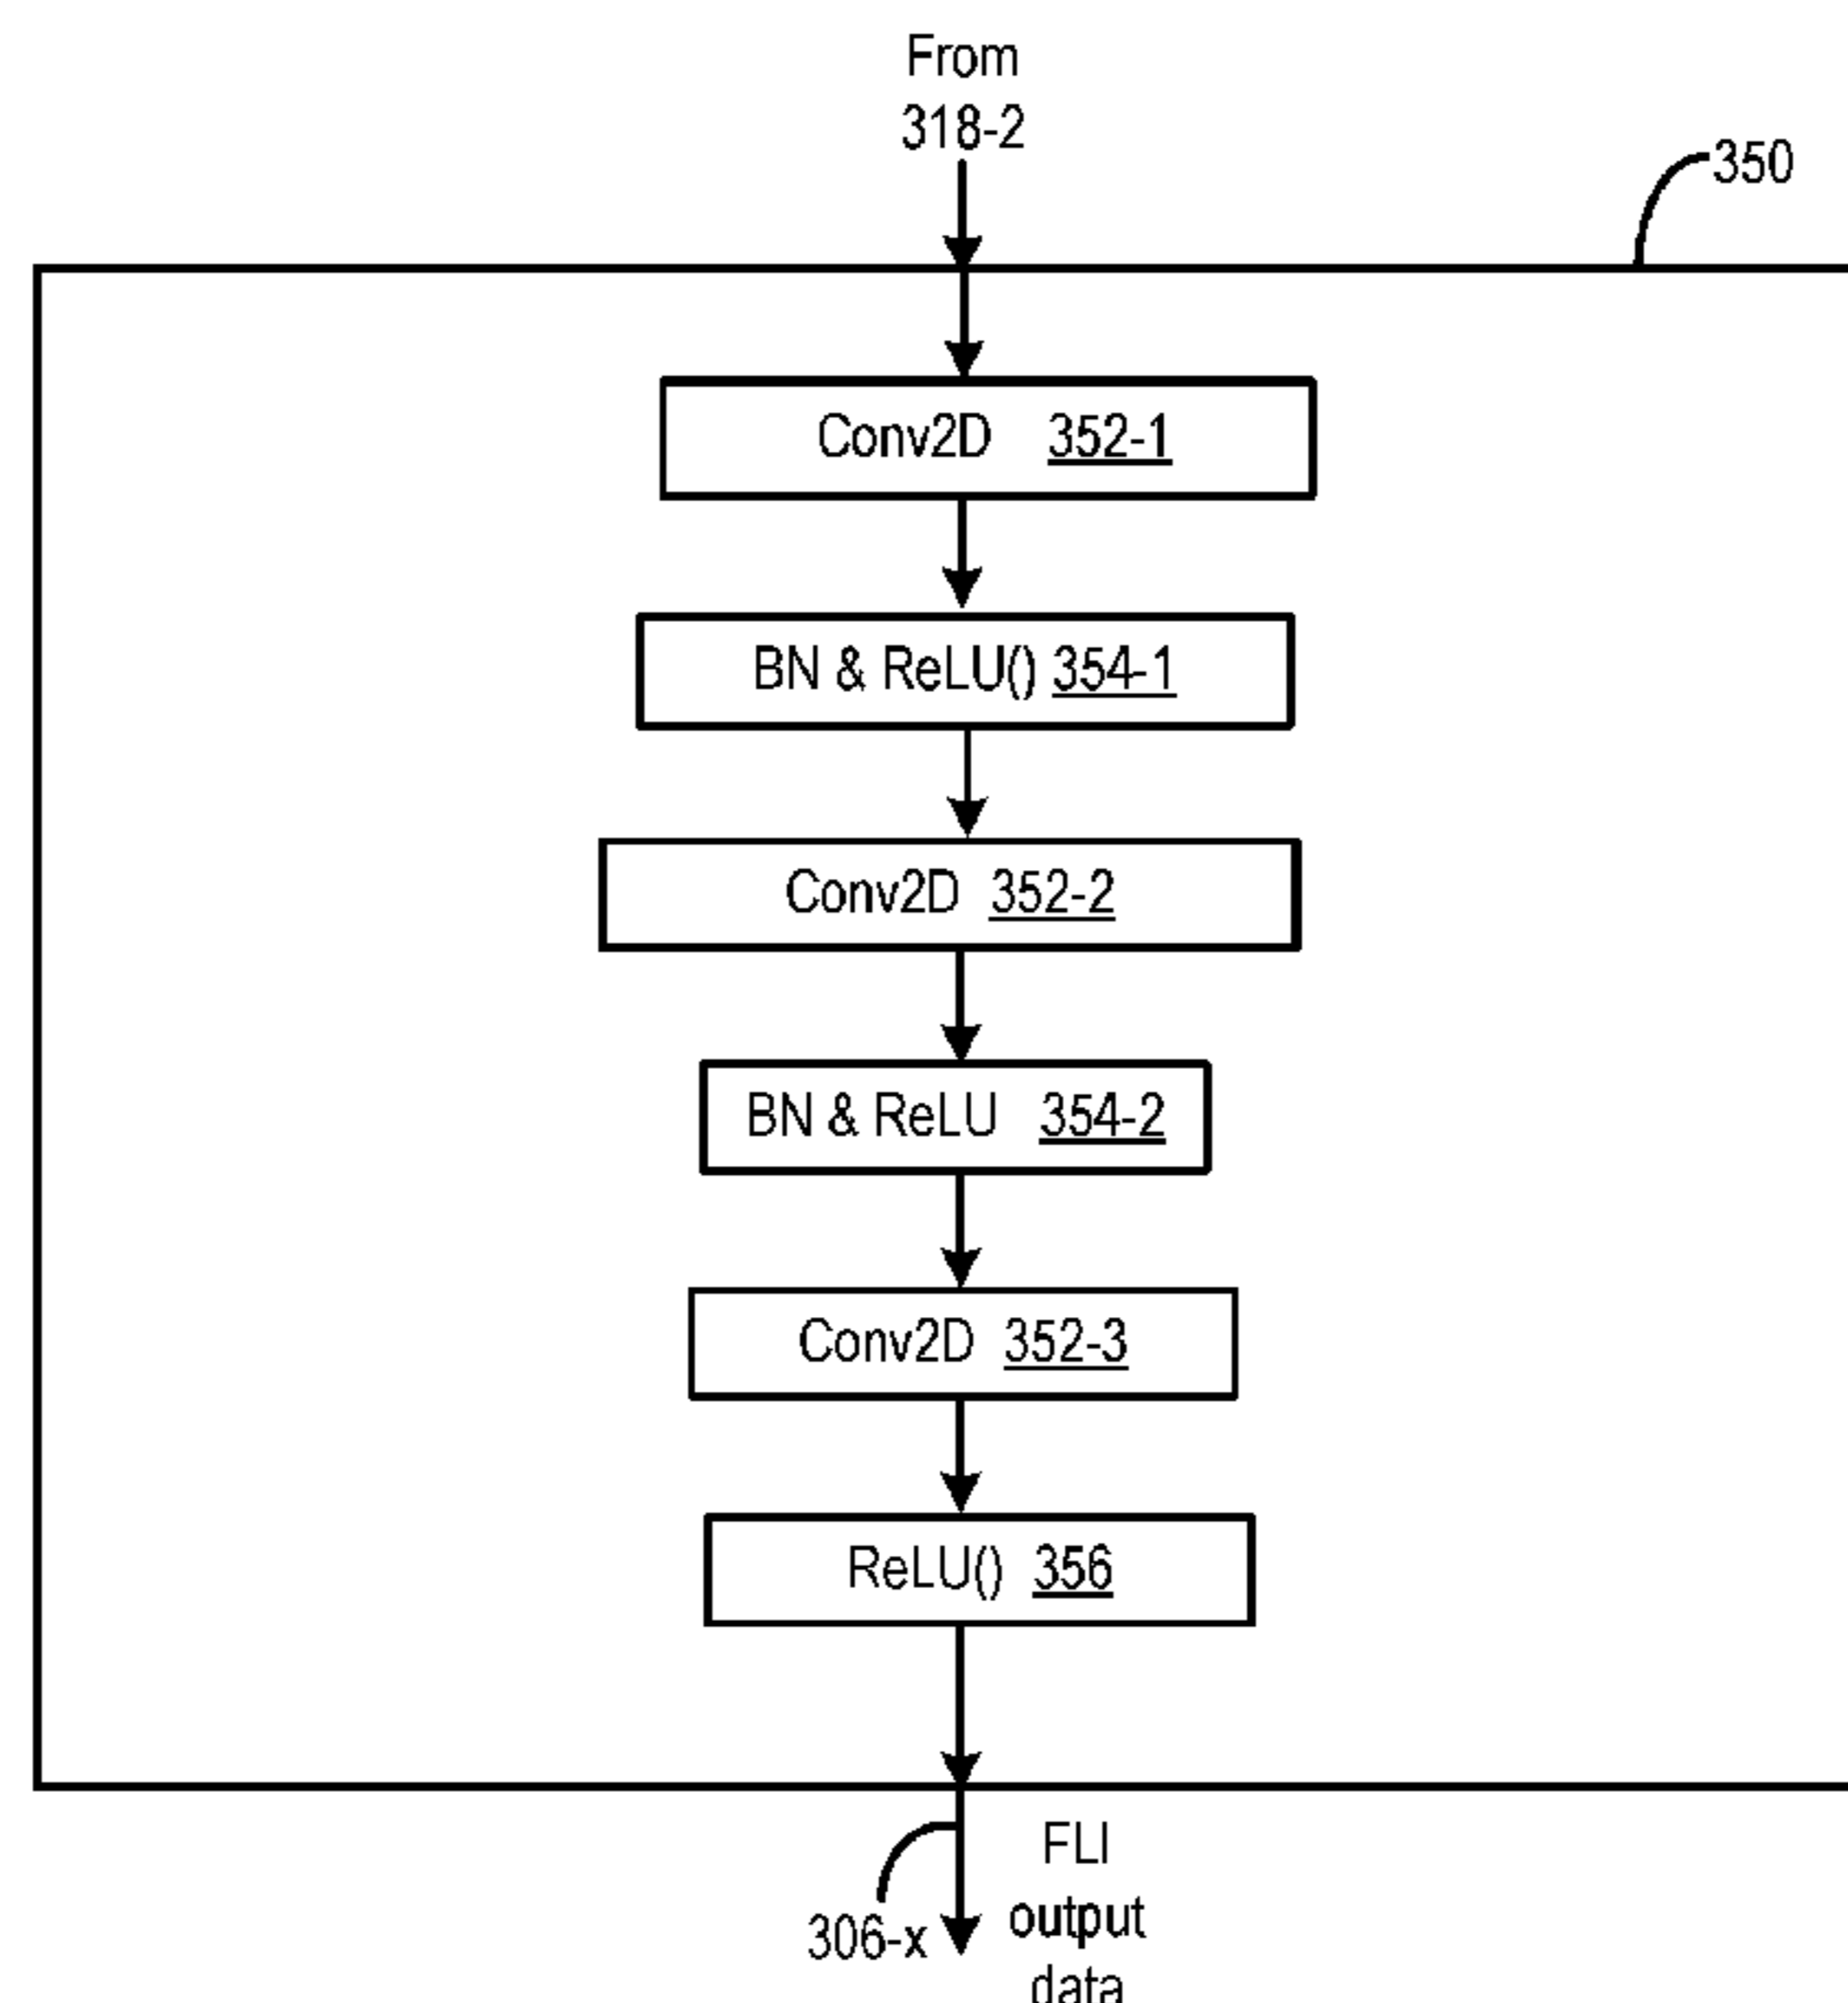 From
318-2
350
Conv2D 352-1
BN & ReLU() 354-1
Conv2D 352-2
BN & ReLU 354-2
Conv2D 352-3
ReLU() 356
306-x
FLI
output
data